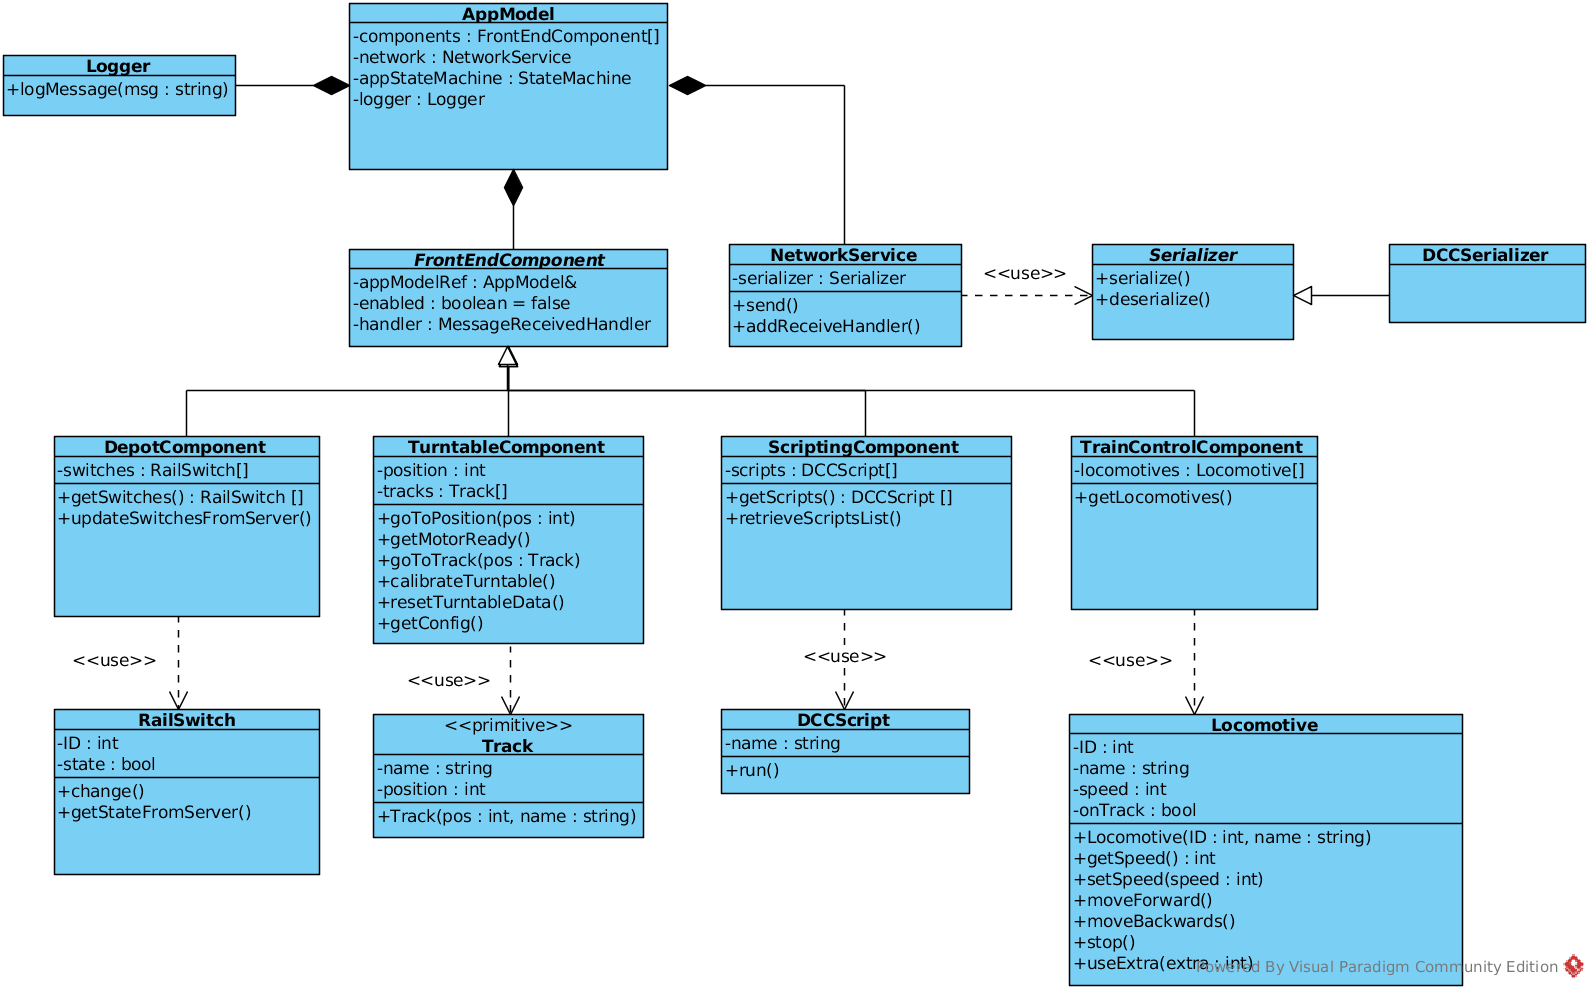 AppModel
-components : FrontEndComponent[]
-network : NetworkService
-appStateMachine : StateMachine
-logger : Logger
Logger
+logMessage(msg : string)
FrontEndComponent
-appModelRef : AppModel&
-enabled : boolean = false
-handler : MessageReceivedHandler
NetworkService
-serializer : Serializer
+send()
+addReceiveHandler()
<<use>>
Serializer
+serialize()
+deserialize()
DCCSerializer
DepotComponent
-switches : RailSwitch[]
+getSwitches() : RailSwitch []
+updateSwitchesFromServer()
TurntableComponent
-position : int
-tracks : Track[]
+goToPosition(pos : int)
+getMotorReady()
+goToTrack(pos : Track)
+calibrateTurntable()
+resetTurntableData()
+getConfig()
ScriptingComponent
-scripts : DCCScript[]
+getScripts() : DCCScript []
+retrieveScriptsList()
TrainControlComponent
-locomotives : Locomotive[]
+getLocomotives()
<<use>>
<<use>>
<<use>>
<<use>>
RailSwitch
-ID : int
-state : bool
+change()
+getStateFromServer()
<<primitive>>
Track
-name : string
-position : int
+Track(pos : int, name : string)
DCCScript
-name : string
+run()
Locomotive
-ID : int
-name : string
-speed : int
-onTrack : bool
+Locomotive(ID : int, name : string)
+getSpeed() : int
+setSpeed(speed : int)
+moveForward()
+moveBackwards()
+stop()
+useExtra(extra : int)
Powered By Visual Paradigm Community Edition